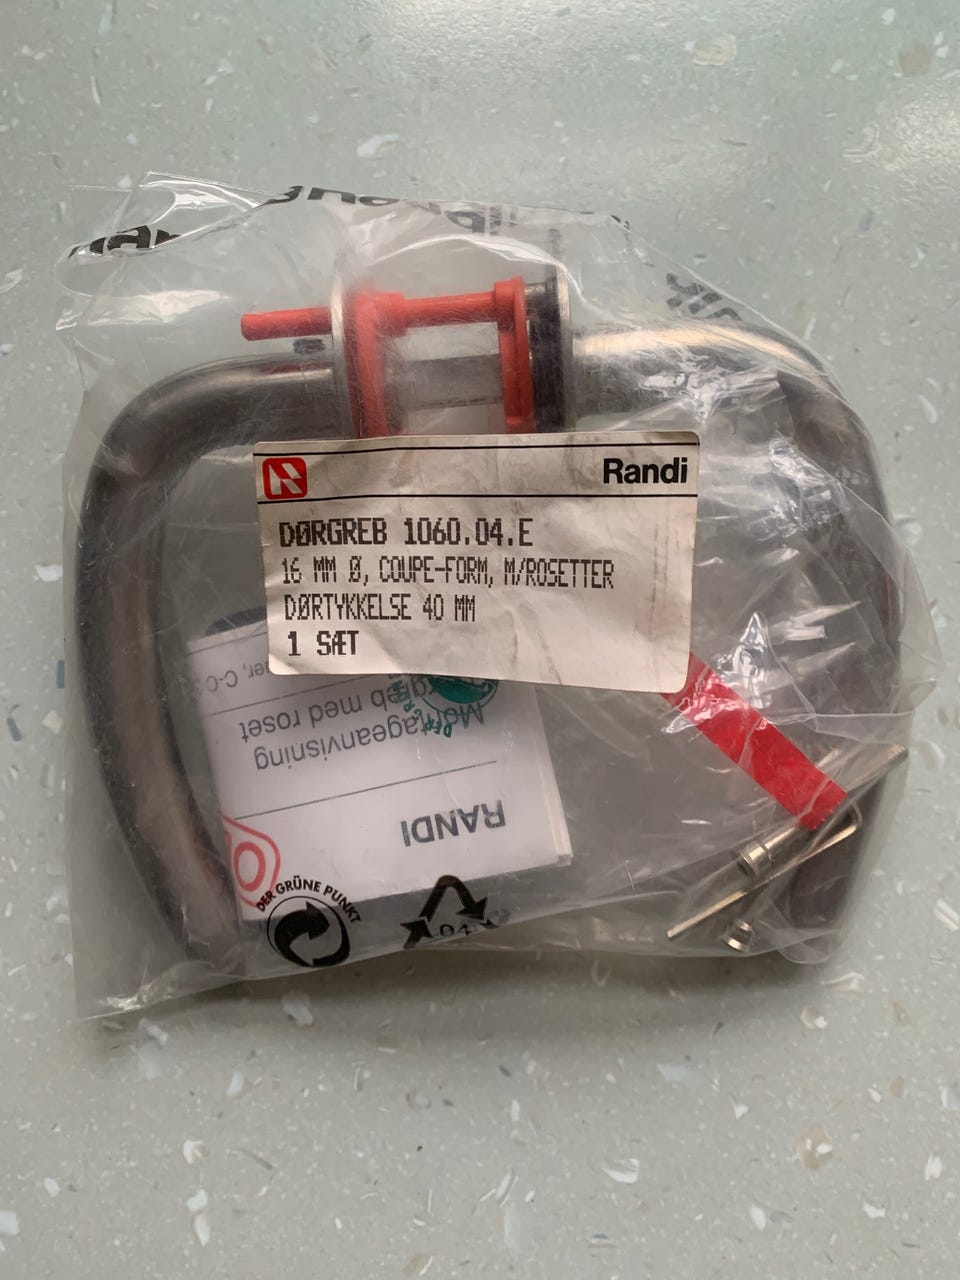 Randi
DØRGREB 1060.04.E
16 MM Ø, COUPE-FORM, M/ROSETTER
DØRTYKKELSE 40 MM
1 SÆT
RANDI
Montageanvisning
med roset
C-C
DER GRÜNE PUNKT
04